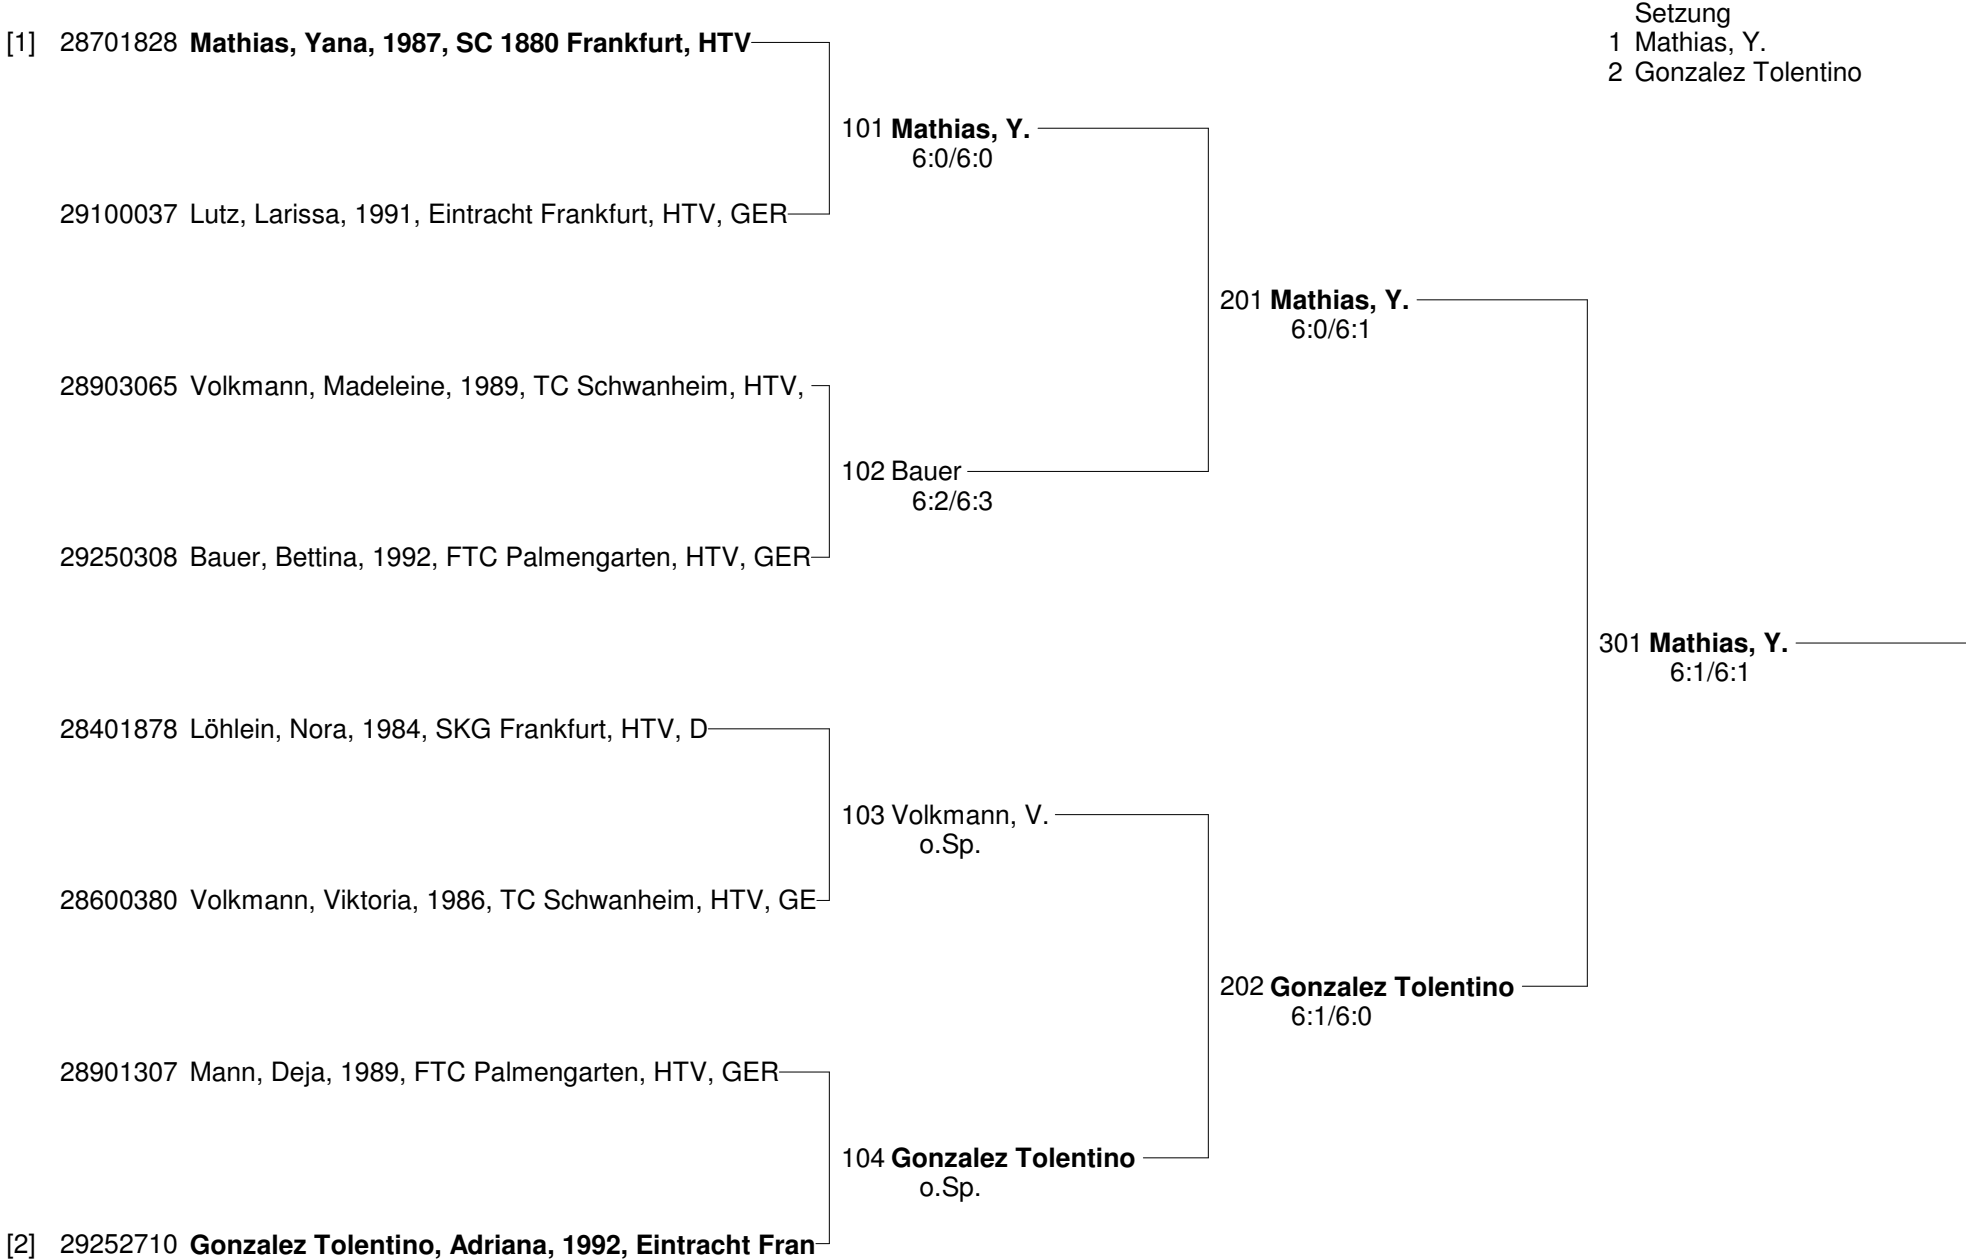 Setzung
[1] 28701828 Mathias, Yana, 1987, SC 1880 Frankfurt, HTV
1 Mathias, Y.
2 Gonzalez Tolentino
101 Mathias, Y.
6:0/6:0
29100037 Lutz, Larissa, 1991, Eintracht Frankfurt, HTV, GER
201 Mathias, Y.
6:0/6:1
28903065 Volkmann, Madeleine, 1989, TC Schwanheim, HTV,
102 Bauer
6:2/6:3
29250308 Bauer, Bettina, 1992, FTC Palmengarten, HTV, GER
301 Mathias, Y.
6:1/6:1
28401878 Löhlein, Nora, 1984, SKG Frankfurt, HTV, D
103 Volkmann, V.
o.Sp.
28600380 Volkmann, Viktoria, 1986, TC Schwanheim, HTV, GE
202 Gonzalez Tolentino
6:1/6:0
28901307 Mann, Deja, 1989, FTC Palmengarten, HTV, GER
104 Gonzalez Tolentino
o.Sp.
[2] 29252710 Gonzalez Tolentino, Adriana, 1992, Eintracht Fran